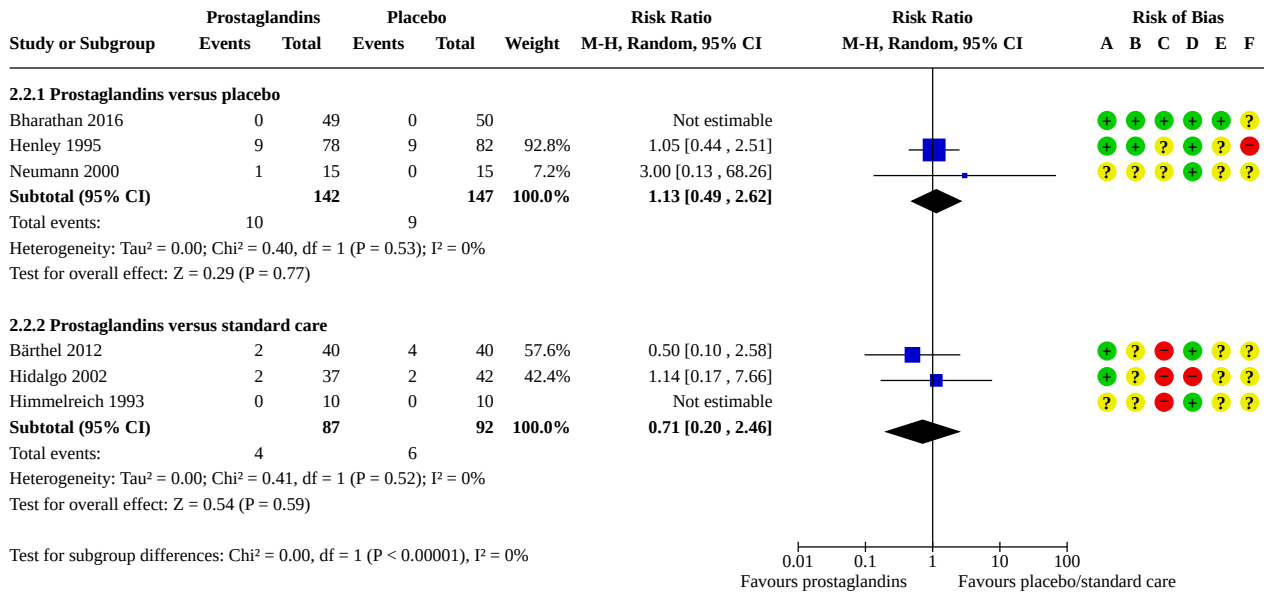 Prostaglandins Placebo Risk Ratio Risk Ratio Risk of Bias
Study or Subgroup Events Total Events Total Weight M-H, Random, 95% CI M-H, Random, 95% CI A B C D E F
2.2.1 Prostaglandins versus placebo
Bharathan 2016 0 49 0 50 Not estimable + + + + + ?
Henley 1995 9 78 9 82 92.8% 1.05 [0.44 , 2.51] + + ? + ? −
Neumann 2000 1 15 0 15 7.2% 3.00 [0.13 , 68.26] ? ? ? + ? ?
Subtotal (95% CI) 142 147 100.0% 1.13 [0.49 , 2.62]
Total events: 10 9
Heterogeneity: Tau² = 0.00; Chi² = 0.40, df = 1 (P = 0.53); I² = 0%
Test for overall effect: Z = 0.29 (P = 0.77)
2.2.2 Prostaglandins versus standard care
Bärthel 2012 2 40 4 40 57.6% 0.50 [0.10 , 2.58] + ? − + ? ?
Hidalgo 2002 2 37 2 42 42.4% 1.14 [0.17 , 7.66] + ? − − ? ?
Himmelreich 1993 0 10 0 10 Not estimable ? ? − + ? ?
Subtotal (95% CI) 87 92 100.0% 0.71 [0.20 , 2.46]
Total events: 4 6
Heterogeneity: Tau² = 0.00; Chi² = 0.41, df = 1 (P = 0.52); I² = 0%
Test for overall effect: Z = 0.54 (P = 0.59)
Test for subgroup differences: Chi² = 0.00, df = 1 (P < 0.00001), I² = 0%
0.01 0.1 1 10 100
Favours prostaglandins Favours placebo/standard care